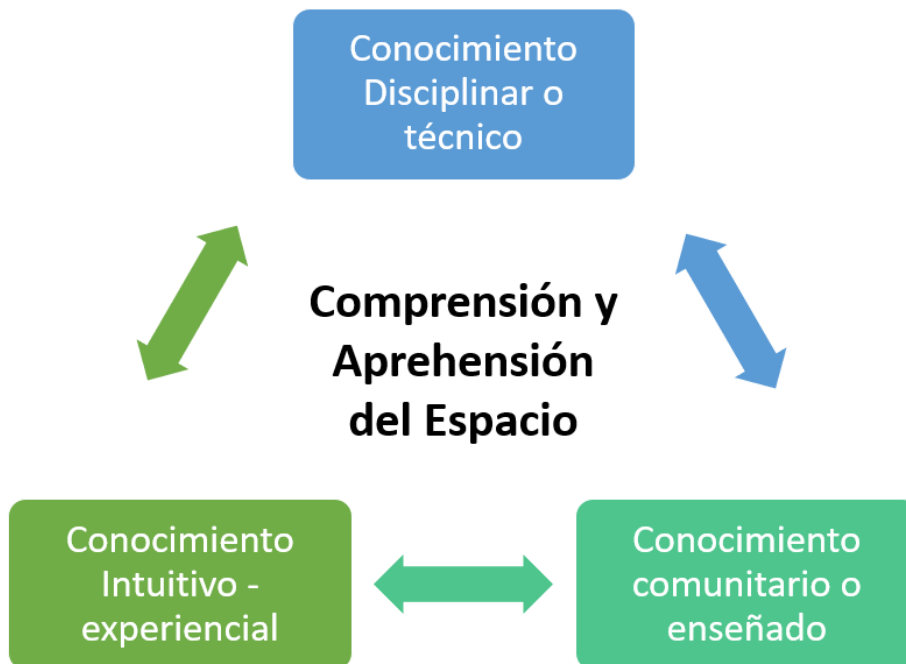 Conocimiento
Disciplinar o
técnico
Comprensión y
Aprehensión
del Espacio
Conocimiento
Intuitivo -
experiencial
Conocimiento
comunitario o
enseñado